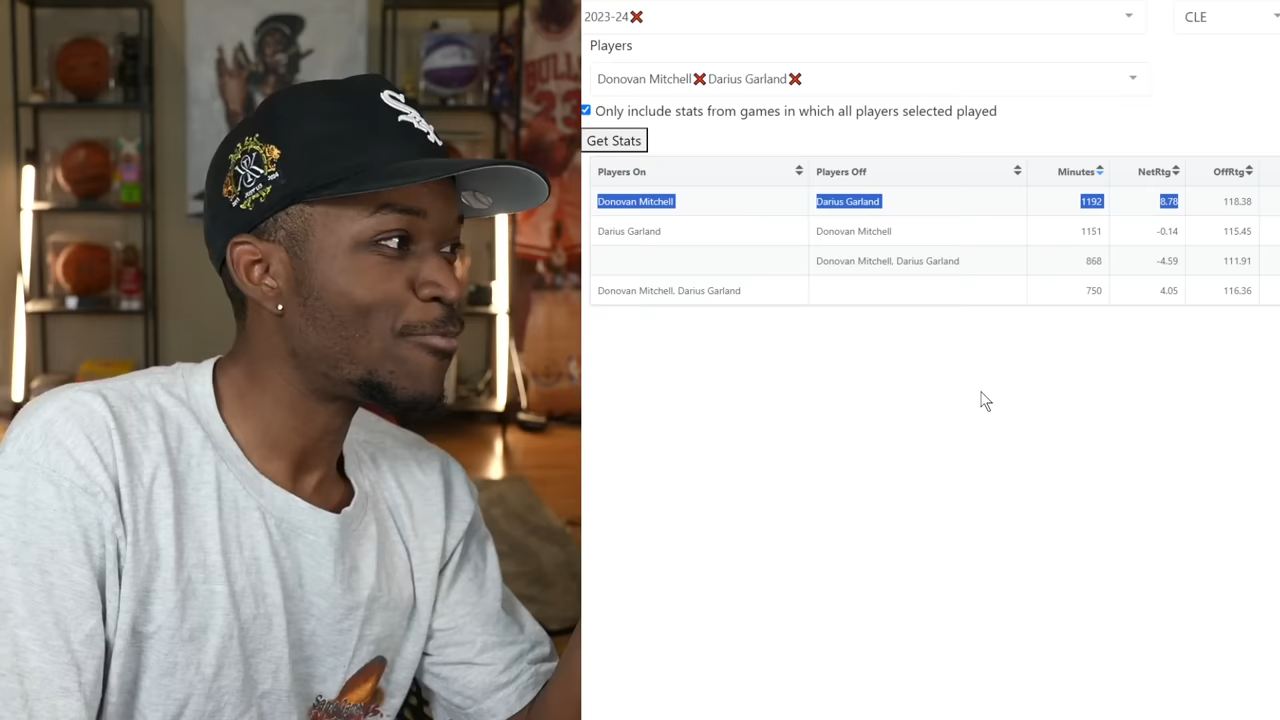 2023-24❌ CLE
Players
Donovan Mitchell❌Darius Garland❌
Only include stats from games in which all players selected played
Get Stats
Players On Players Off Minutes NetRtg OffRtg
Donovan Mitchell Darius Garland 1192 8.78 118.38
Darius Garland Donovan Mitchell 1151 -0.14 115.45
Donovan Mitchell, Darius Garland 868 -4.59 111.91
Donovan Mitchell, Darius Garland 750 4.05 116.36
BULLS
23
SOX